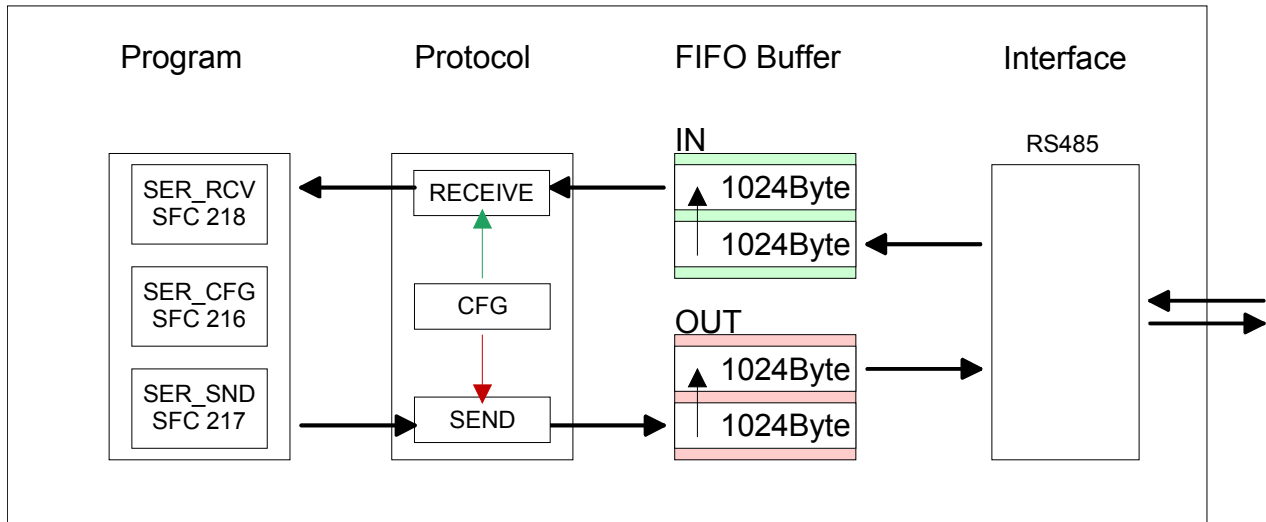 Program
Protocol
FIFO Buffer
Interface
SER_RCV
SFC 218
SER_CFG
SFC 216
SER_SND
SFC 217
RECEIVE
CFG
SEND
IN
1024Byte
1024Byte
OUT
1024Byte
1024Byte
RS485